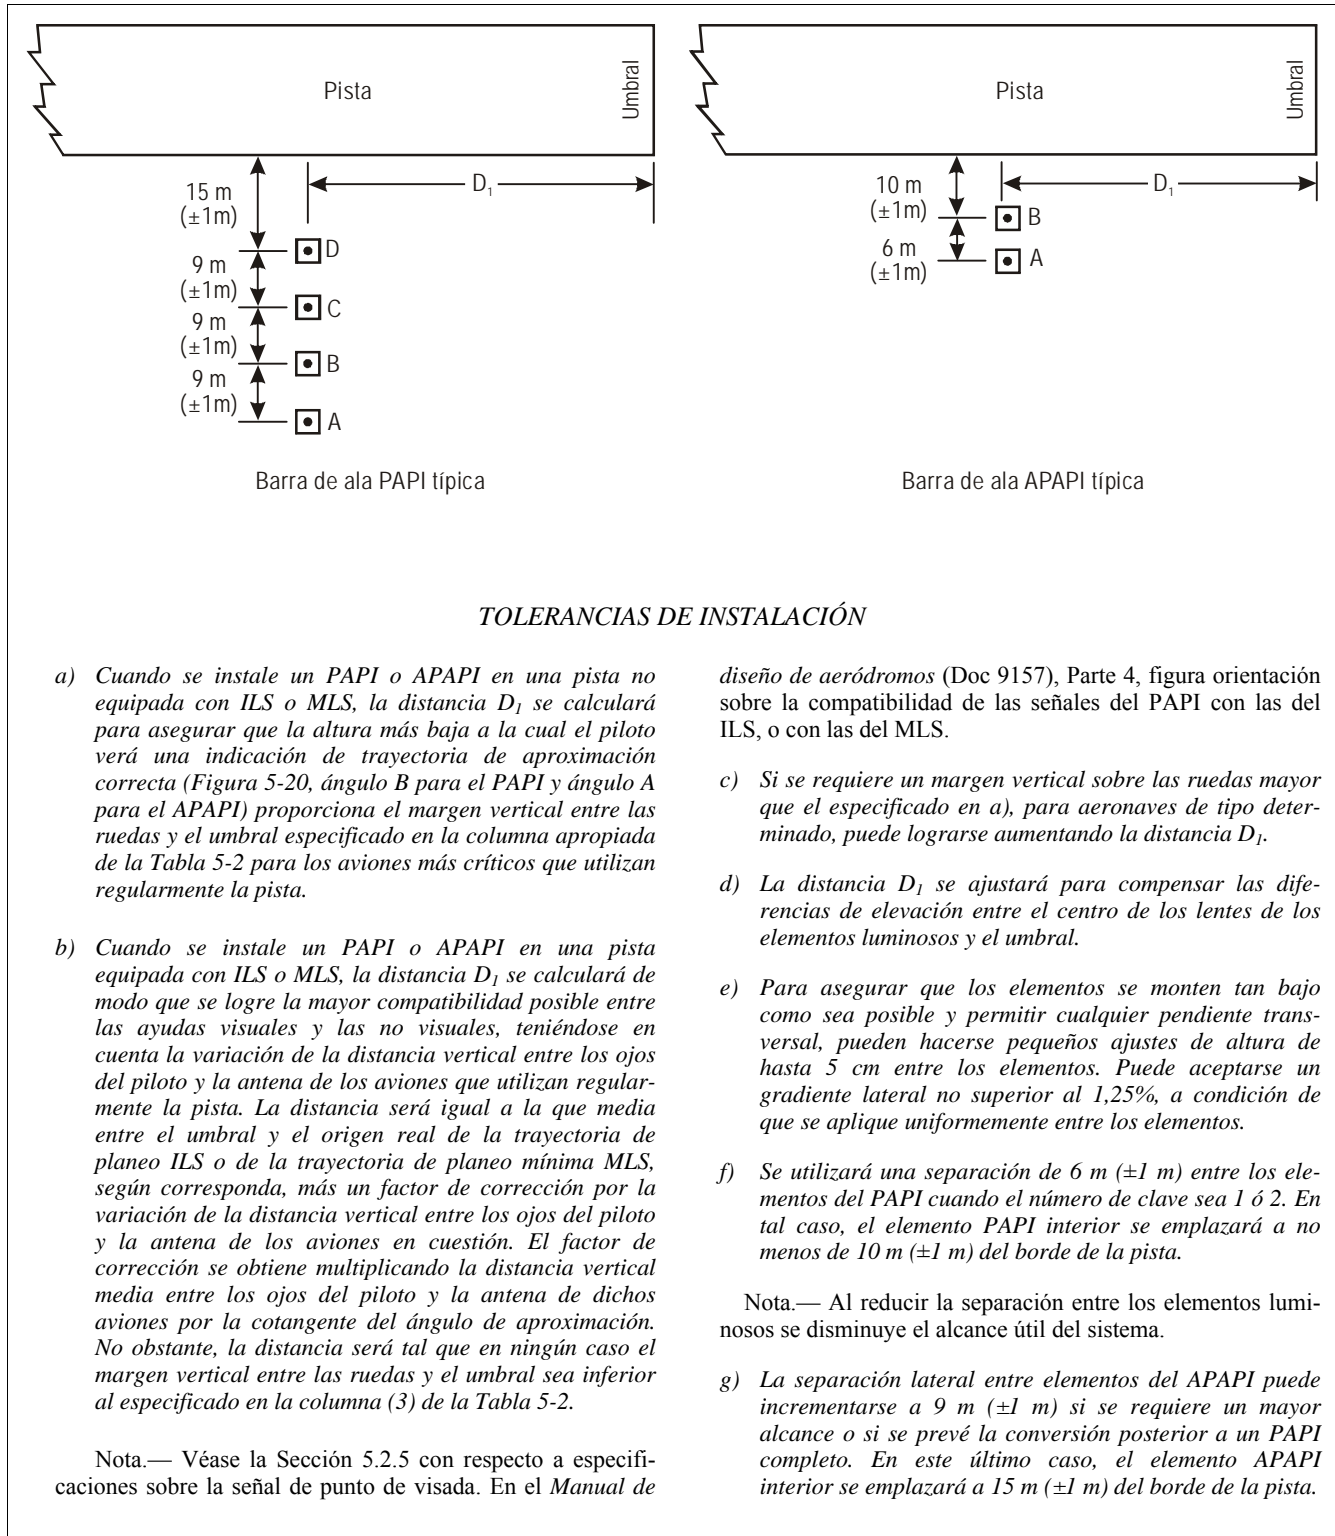 Pista
Umbral
D1
15 m
(±1m)
D
9 m
(±1m)
C
9 m
(±1m)
B
9 m
(±1m)
A
Barra de ala PAPI típica
Pista
Umbral
D1
10 m
(±1m)
B
6 m
(±1m)
A
Barra de ala APAPI típica
TOLERANCIAS DE INSTALACIÓN
a) Cuando se instale un PAPI o APAPI en una pista no
equipada con ILS o MLS, la distancia D1 se calculará
para asegurar que la altura más baja a la cual el piloto
verá una indicación de trayectoria de aproximación
correcta (Figura 5-20, ángulo B para el PAPI y ángulo A
para el APAPI) proporciona el margen vertical entre las
ruedas y el umbral especificado en la columna apropiada
de la Tabla 5-2 para los aviones más críticos que utilizan
regularmente la pista.
b) Cuando se instale un PAPI o APAPI en una pista
equipada con ILS o MLS, la distancia D1 se calculará de
modo que se logre la mayor compatibilidad posible entre
las ayudas visuales y las no visuales, teniéndose en
cuenta la variación de la distancia vertical entre los ojos
del piloto y la antena de los aviones que utilizan regular-
mente la pista. La distancia será igual a la que media
entre el umbral y el origen real de la trayectoria de
planeo ILS o de la trayectoria de planeo mínima MLS,
según corresponda, más un factor de corrección por la
variación de la distancia vertical entre los ojos del piloto
y la antena de los aviones en cuestión. El factor de
corrección se obtiene multiplicando la distancia vertical
media entre los ojos del piloto y la antena de dichos
aviones por la cotangente del ángulo de aproximación.
No obstante, la distancia será tal que en ningún caso el
margen vertical entre las ruedas y el umbral sea inferior
al especificado en la columna (3) de la Tabla 5-2.
Nota.— Véase la Sección 5.2.5 con respecto a especifi-
caciones sobre la señal de punto de visada. En el Manual de
diseño de aeródromos (Doc 9157), Parte 4, figura orientación
sobre la compatibilidad de las señales del PAPI con las del
ILS, o con las del MLS.
c) Si se requiere un margen vertical sobre las ruedas mayor
que el especificado en a), para aeronaves de tipo deter-
minado, puede lograrse aumentando la distancia D1.
d) La distancia D1 se ajustará para compensar las dife-
rencias de elevación entre el centro de los lentes de los
elementos luminosos y el umbral.
e) Para asegurar que los elementos se monten tan bajo
como sea posible y permitir cualquier pendiente trans-
versal, pueden hacerse pequeños ajustes de altura de
hasta 5 cm entre los elementos. Puede aceptarse un
gradiente lateral no superior al 1,25%, a condición de
que se aplique uniformemente entre los elementos.
f) Se utilizará una separación de 6 m (±1 m) entre los ele-
mentos del PAPI cuando el número de clave sea 1 ó 2. En
tal caso, el elemento PAPI interior se emplazará a no
menos de 10 m (±1 m) del borde de la pista.
Nota.— Al reducir la separación entre los elementos lumi-
nosos se disminuye el alcance útil del sistema.
g) La separación lateral entre elementos del APAPI puede
incrementarse a 9 m (±1 m) si se requiere un mayor
alcance o si se prevé la conversión posterior a un PAPI
completo. En este último caso, el elemento APAPI
interior se emplazará a 15 m (±1 m) del borde de la pista.